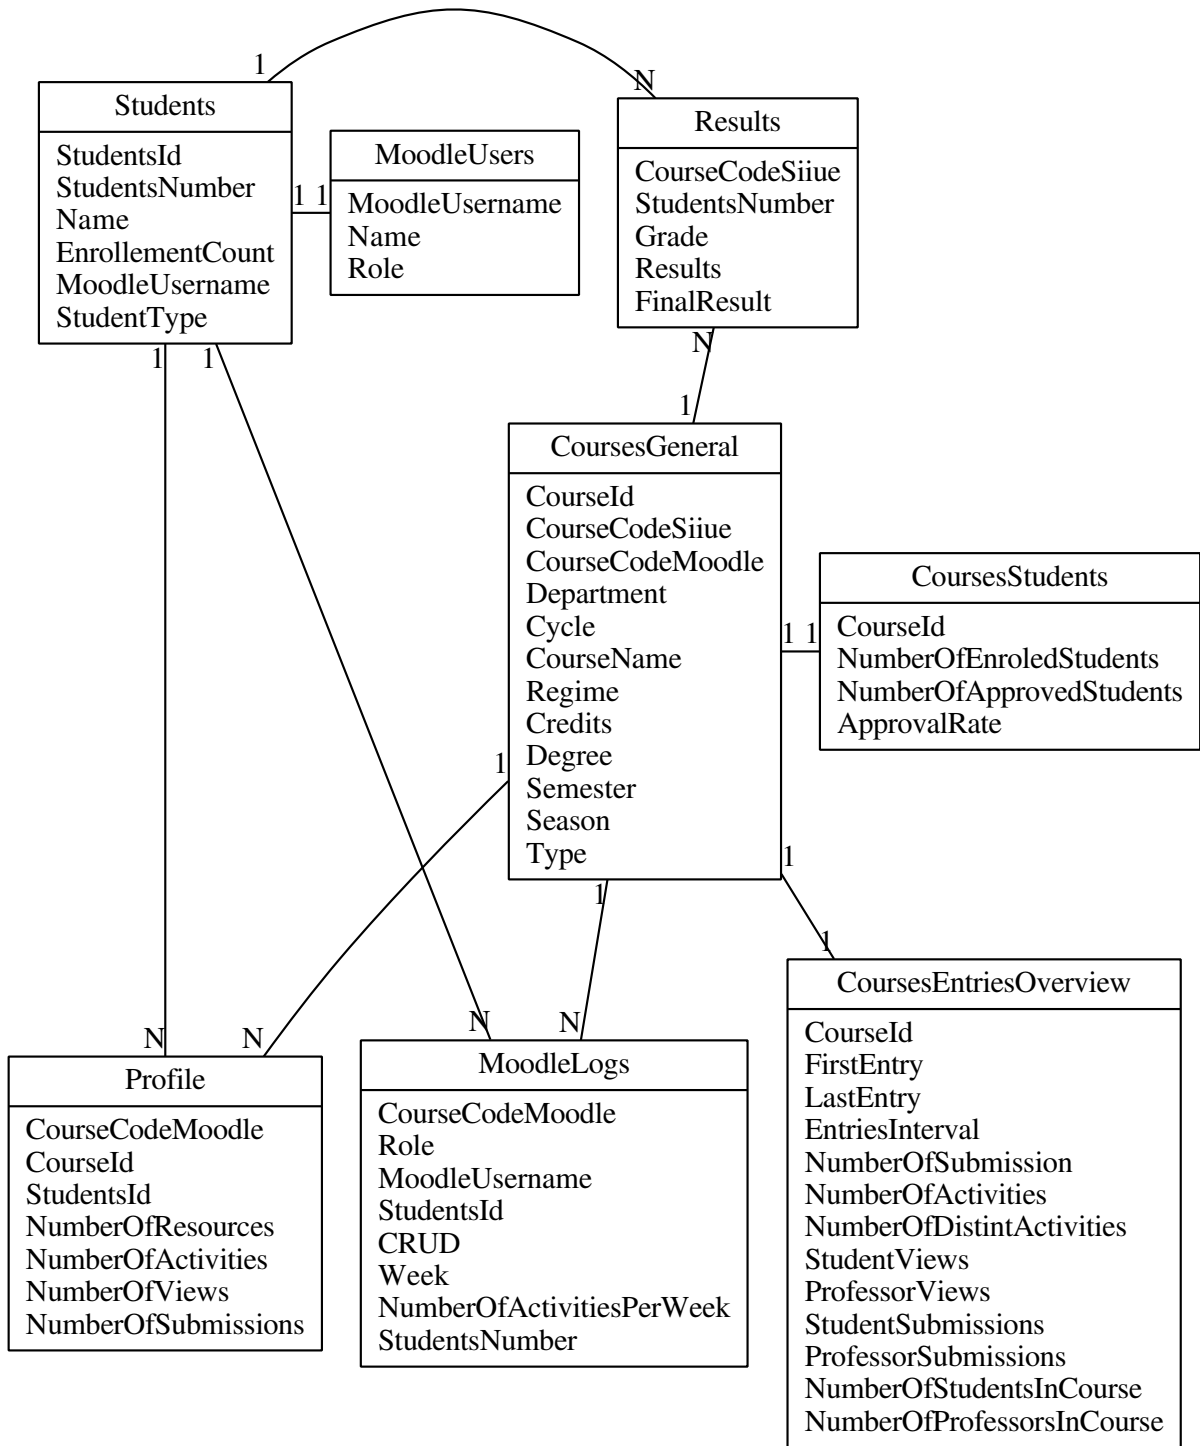 1
N
Students
StudentsId
StudentsNumber
Name
EnrollementCount
MoodleUsername
StudentType
1 1
MoodleUsers
MoodleUsername
Name
Role
Results
CourseCodeSiiue
StudentsNumber
Grade
Results
FinalResult
1
1
N
1
CoursesGeneral
CourseId
CourseCodeSiiue
CourseCodeMoodle
Department
Cycle
CourseName
Regime
Credits
Degree
Semester
Season
Type
1 1
CoursesStudents
CourseId
NumberOfEnroledStudents
NumberOfApprovedStudents
ApprovalRate
1
1
1
1
N
N
N
N
Profile
CourseCodeMoodle
CourseId
StudentsId
NumberOfResources
NumberOfActivities
NumberOfViews
NumberOfSubmissions
MoodleLogs
CourseCodeMoodle
Role
MoodleUsername
StudentsId
CRUD
Week
NumberOfActivitiesPerWeek
StudentsNumber
CoursesEntriesOverview
CourseId
FirstEntry
LastEntry
EntriesInterval
NumberOfSubmission
NumberOfActivities
NumberOfDistintActivities
StudentViews
ProfessorViews
StudentSubmissions
ProfessorSubmissions
NumberOfStudentsInCourse
NumberOfProfessorsInCourse